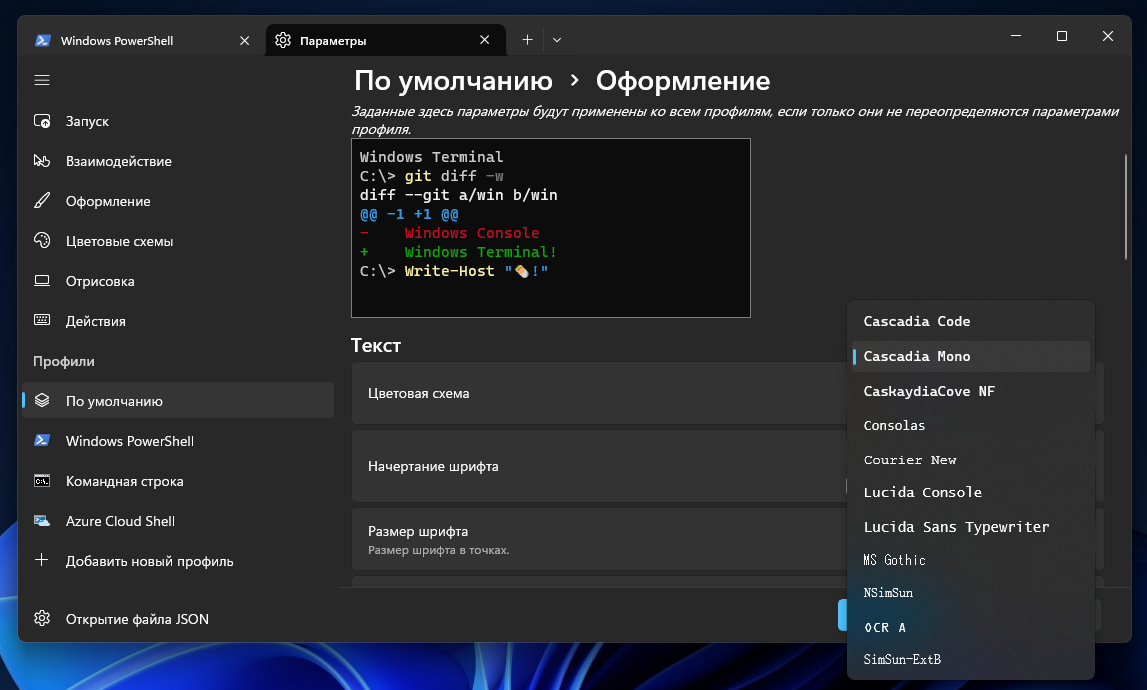 Windows PowerShell
Параметры
По умолчанию > Оформление
Заданные здесь параметры будут применены ко всем профилям, если только они не переопределяются параметрами
профиля.
Запуск
Взаимодействие
Оформление
Цветовые схемы
Отрисовка
Действия
Профили
По умолчанию
Windows PowerShell
Командная строка
Azure Cloud Shell
Добавить новый профиль
Открытие файла JSON
Windows Terminal
C:\> git diff -w
diff --git a/win b/win
@@ -1 +1 @@
-    Windows Console
+    Windows Terminal!
C:\> Write-Host "✏️!"
Текст
Цветовая схема
Начертание шрифта
Размер шрифта
Размер шрифта в точках.
Cascadia Code
Cascadia Mono
CaskaydiaCove NF
Consolas
Courier New
Lucida Console
Lucida Sans Typewriter
MS Gothic
NSimSun
OCR A
SimSun-ExtB